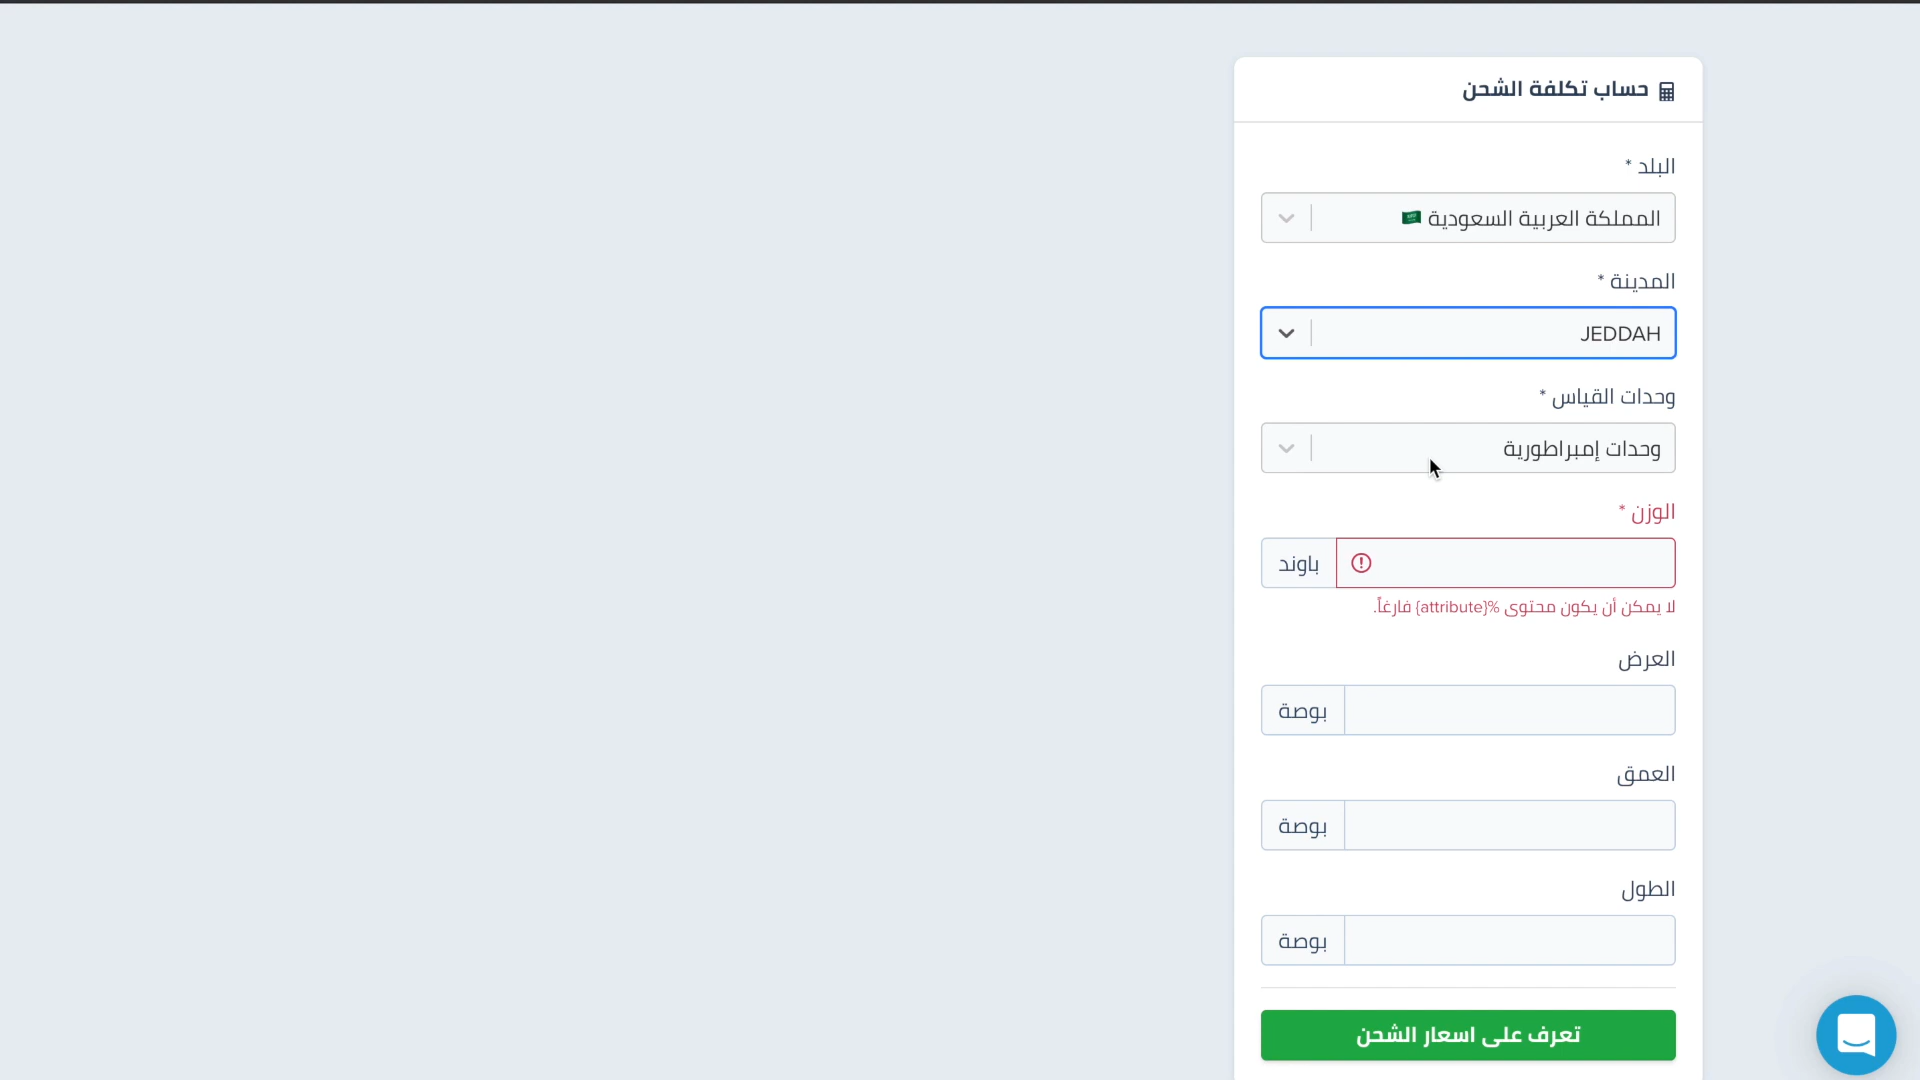 حساب تكلفة الشحن
البلد *
المملكة العربية السعودية 🇸🇦
المدينة *
JEDDAH
وحدات القياس *
وحدات إمبراطورية
الوزن *
باوند
لا يمكن أن يكون محتوى %{attribute} فارغاً.
العرض
بوصة
العمق
بوصة
الطول
بوصة
تعرف على اسعار الشحن